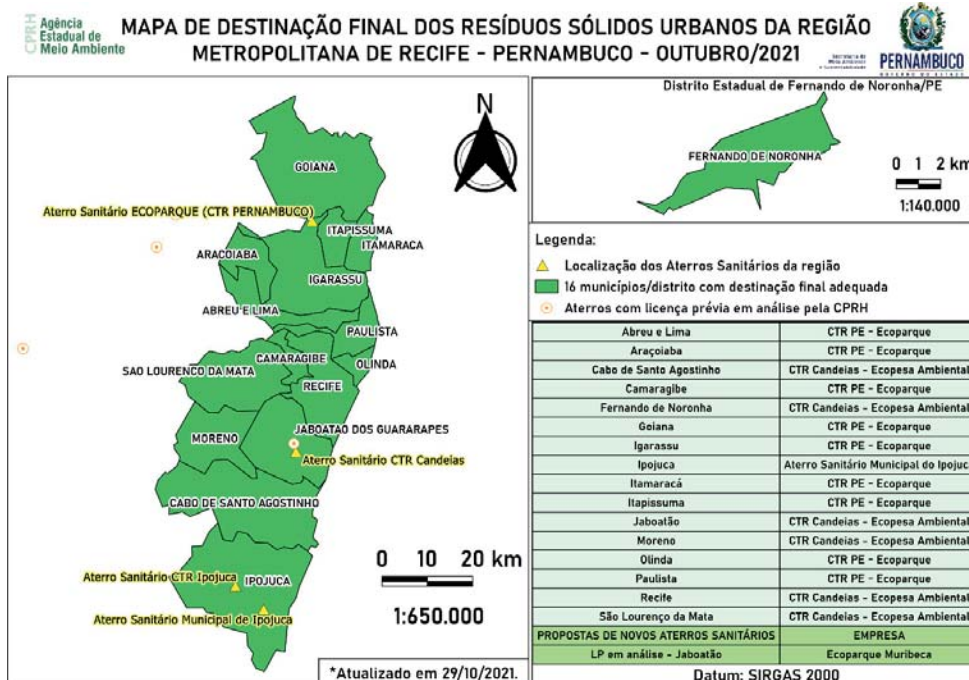 CPRH
Agência
Estadual de
Meio Ambiente
MAPA DE DESTINAÇÃO FINAL DOS RESÍDUOS SÓLIDOS URBANOS DA REGIÃO
METROPOLITANA DE RECIFE - PERNAMBUCO - OUTUBRO/2021
Secretaria de
Meio Ambiente
e Sustentabilidade
PERNAMBUCO
GOVERNO DO ESTADO
N
GOIANA
Aterro Sanitário ECOPARQUE (CTR PERNAMBUCO)
ITAPISSUMA
ITAMARACA
ARACOIABA
IGARASSU
ABREU E LIMA
PAULISTA
CAMARAGIBE
OLINDA
SAO LOURENCO DA MATA
RECIFE
JABOATAO DOS GUARARAPES
MORENO
Aterro Sanitário CTR Candeias
CABO DE SANTO AGOSTINHO
Aterro Sanitário CTR Ipojuca
IPOJUCA
Aterro Sanitário Municipal de Ipojuca
0 10 20 km
1:650.000
*Atualizado em 29/10/2021.
Distrito Estadual de Fernando de Noronha/PE
FERNANDO DE NORONHA
0 1 2 km
1:140.000
Legenda:
Localização dos Aterros Sanitários da região
16 municípios/distrito com destinação final adequada
Aterros com licença prévia em análise pela CPRH
Abreu e Lima CTR PE - Ecoparque
Araçoiaba CTR PE - Ecoparque
Cabo de Santo Agostinho CTR Candeias - Ecopesa Ambiental
Camaragibe CTR PE - Ecoparque
Fernando de Noronha CTR Candeias - Ecopesa Ambiental
Goiana CTR PE - Ecoparque
Igarassu CTR PE - Ecoparque
Ipojuca Aterro Sanitário Municipal do Ipojuc
Itamaracá CTR PE - Ecoparque
Itapissuma CTR PE - Ecoparque
Jaboatão CTR Candeias - Ecopesa Ambiental
Moreno CTR Candeias - Ecopesa Ambiental
Olinda CTR PE - Ecoparque
Paulista CTR PE - Ecoparque
Recife CTR Candeias - Ecopesa Ambiental
São Lourenço da Mata CTR Candeias - Ecopesa Ambiental
PROPOSTAS DE NOVOS ATERROS SANITÁRIOS EMPRESA
LP em análise - Jaboatão Ecoparque Muribeca
Datum: SIRGAS 2000